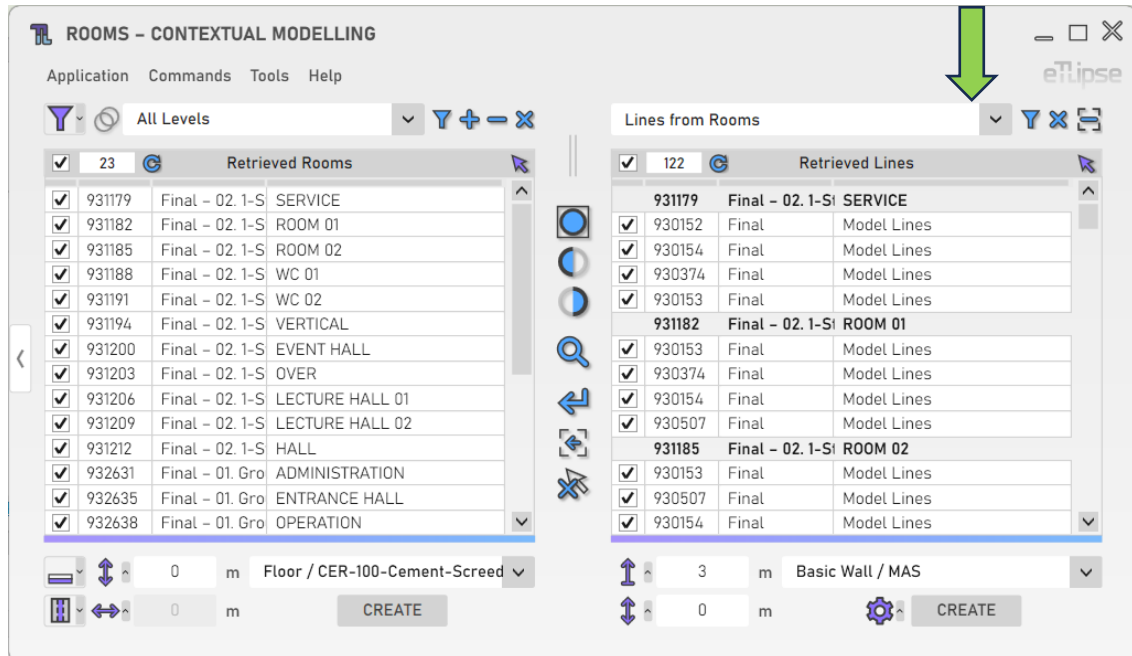 ROOMS – CONTEXTUAL MODELLING
Application Commands Tools Help
eTLipse
All Levels
23 Retrieved Rooms
931179 Final – 02. 1-S SERVICE
931182 Final – 02. 1-S ROOM 01
931185 Final – 02. 1-S ROOM 02
931188 Final – 02. 1-S WC 01
931191 Final – 02. 1-S WC 02
931194 Final – 02. 1-S VERTICAL
931200 Final – 02. 1-S EVENT HALL
931203 Final – 02. 1-S OVER
931206 Final – 02. 1-S LECTURE HALL 01
931209 Final – 02. 1-S LECTURE HALL 02
931212 Final – 02. 1-S HALL
932631 Final – 01. Gro ADMINISTRATION
932635 Final – 01. Gro ENTRANCE HALL
932638 Final – 01. Gro OPERATION
0 m Floor / CER-100-Cement-Screed
0 m CREATE
Lines from Rooms
122 Retrieved Lines
931179 Final – 02. 1-St SERVICE
930152 Final Model Lines
930154 Final Model Lines
930374 Final Model Lines
930153 Final Model Lines
931182 Final – 02. 1-St ROOM 01
930153 Final Model Lines
930374 Final Model Lines
930154 Final Model Lines
930507 Final Model Lines
931185 Final – 02. 1-St ROOM 02
930153 Final Model Lines
930507 Final Model Lines
930154 Final Model Lines
3 m Basic Wall / MAS
0 m CREATE